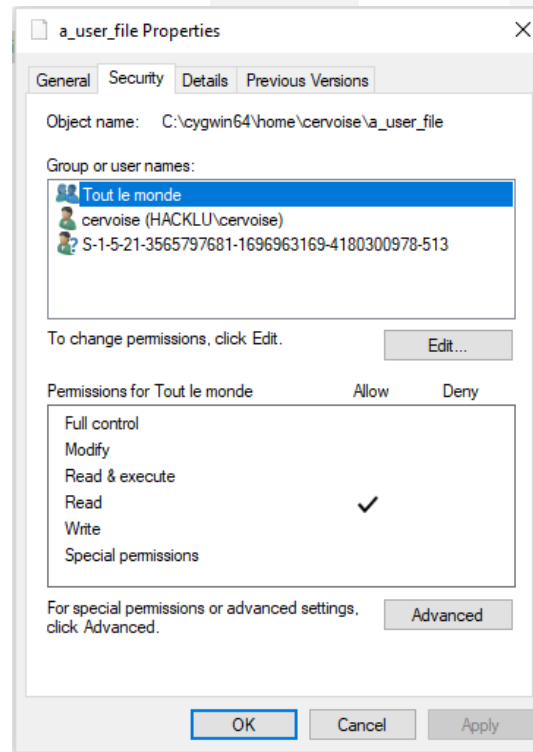 a_user_file Properties
General Security Details Previous Versions
Object name: C:\cygwin64\home\cervoise\a_user_file
Group or user names:
Tout le monde
cervoise (HACKLU\cervoise)
S-1-5-21-3565797681-1696963169-4180300978-513
To change permissions, click Edit.
Edit...
Permissions for Tout le monde Allow Deny
Full control
Modify
Read & execute
Read
Write
Special permissions
For special permissions or advanced settings,
click Advanced.
Advanced
OK Cancel Apply